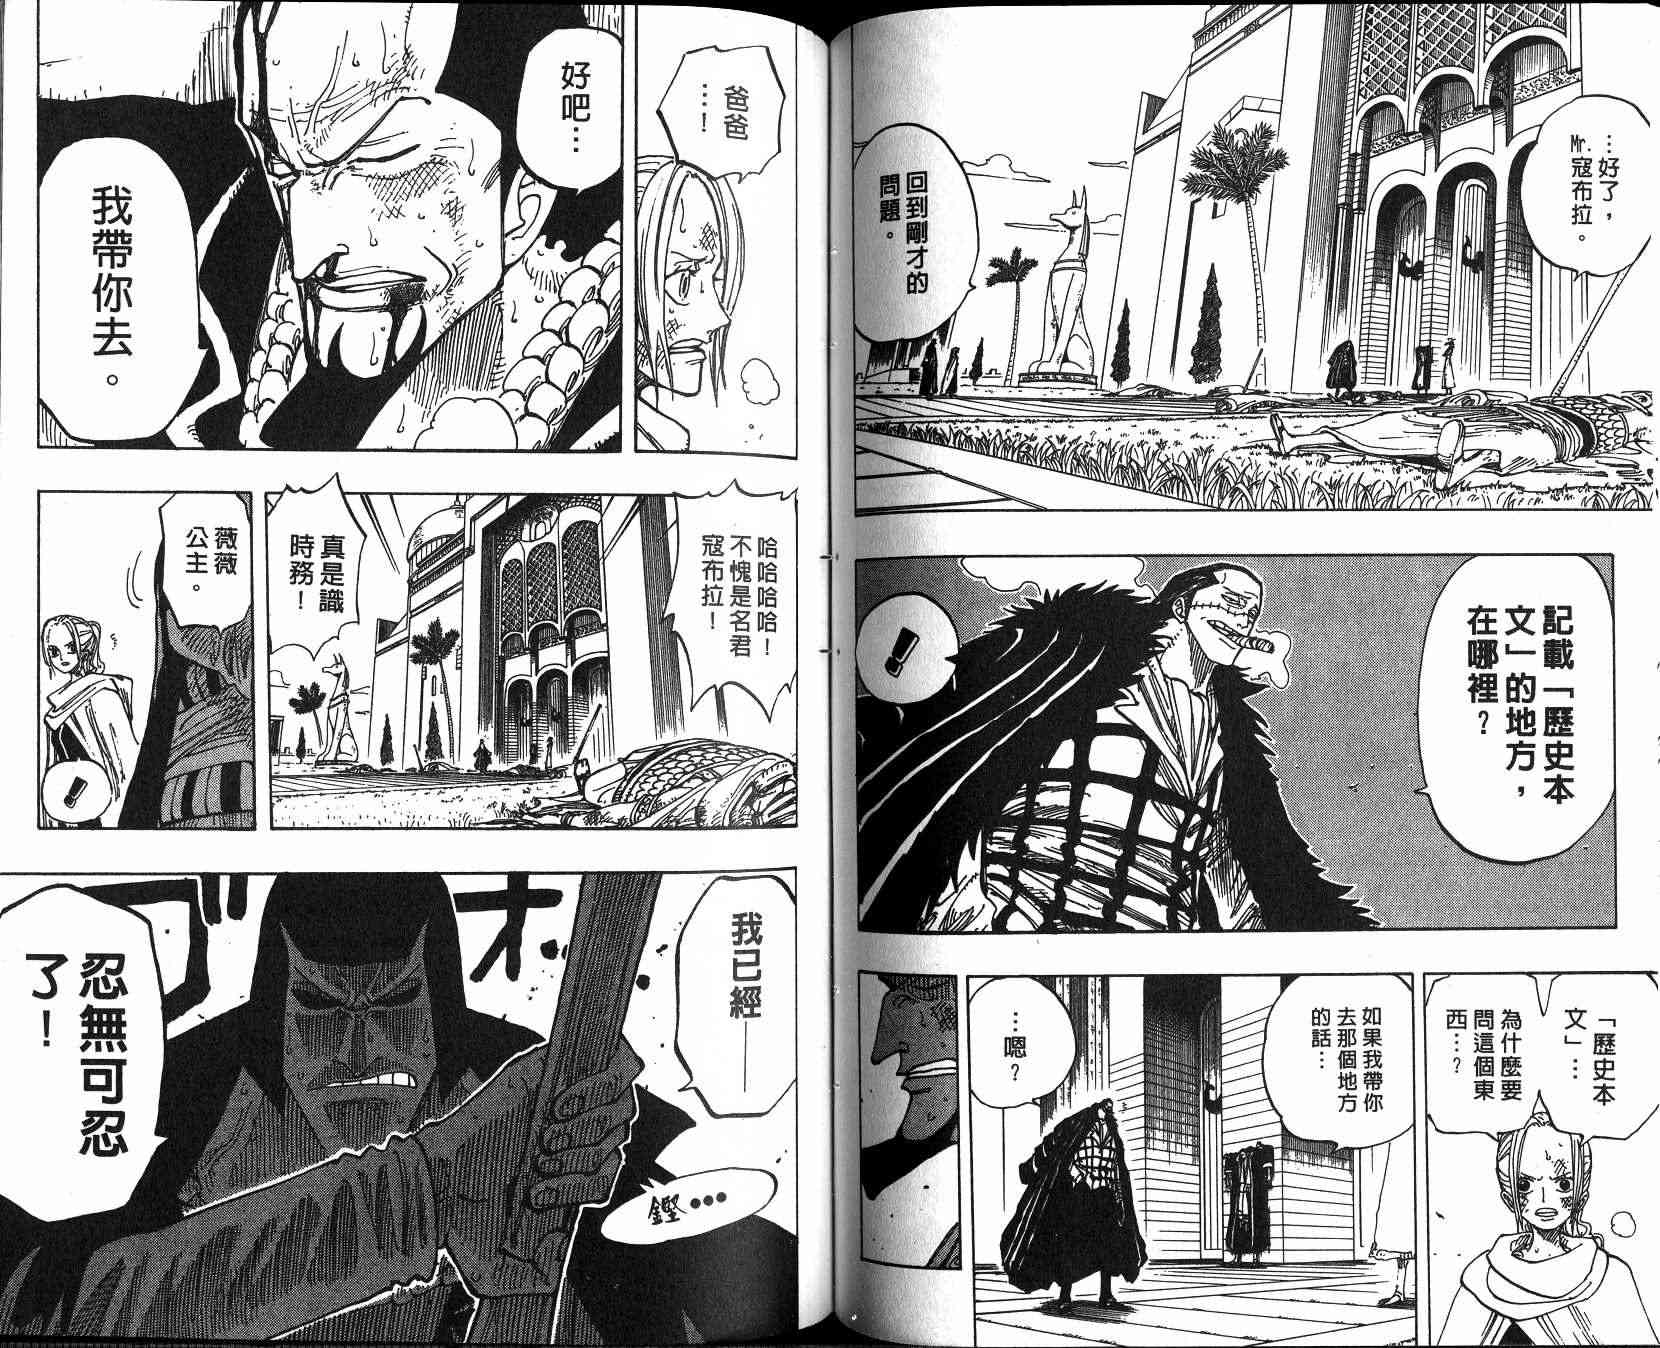 …好了，
Mr.
寇布拉。
回到剛才的
問題。
記載「歷史本
文」的地方，
在哪裡？
！
「歷史本
文」…
為什麼要
問這個東
西…？
如果我帶你
去那個地方
的話…
…嗯？
爸爸
…！
好吧…
我帶你去。
哈哈哈哈！
不愧是名君
寇布拉！
真是識
時務！
薇薇
公主。
！
我已經——
鏗•••
忍無可忍
了！